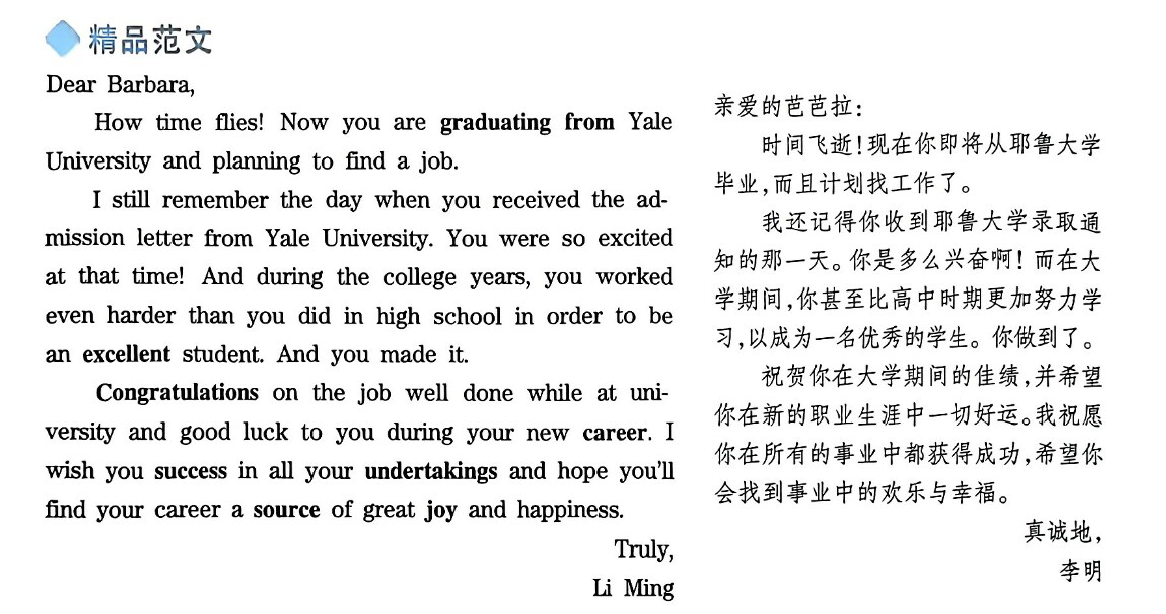 精品范文
Dear Barbara,
How time flies! Now you are graduating from Yale
University and planning to find a job.
I still remember the day when you received the ad-
mission letter from Yale University. You were so excited
at that time! And during the college years, you worked
even harder than you did in high school in order to be
an excellent student. And you made it.
Congratulations on the job well done while at uni-
versity and good luck to you during your new career. I
wish you success in all your undertakings and hope you'll
find your career a source of great joy and happiness.
Truly,
Li Ming
亲爱的芭芭拉:
时间飞逝!现在你即将从耶鲁大学
毕业,而且计划找工作了。
我还记得你收到耶鲁大学录取通
知的那一天。你是多么兴奋啊! 而在大
学期间,你甚至比高中时期更加努力学
习,以成为一名优秀的学生。你做到了。
祝贺你在大学期间的佳绩,并希望
你在新的职业生涯中一切好运。我祝愿
你在所有的事业中都获得成功,希望你
会找到事业中的欢乐与幸福。
真诚地,
李明